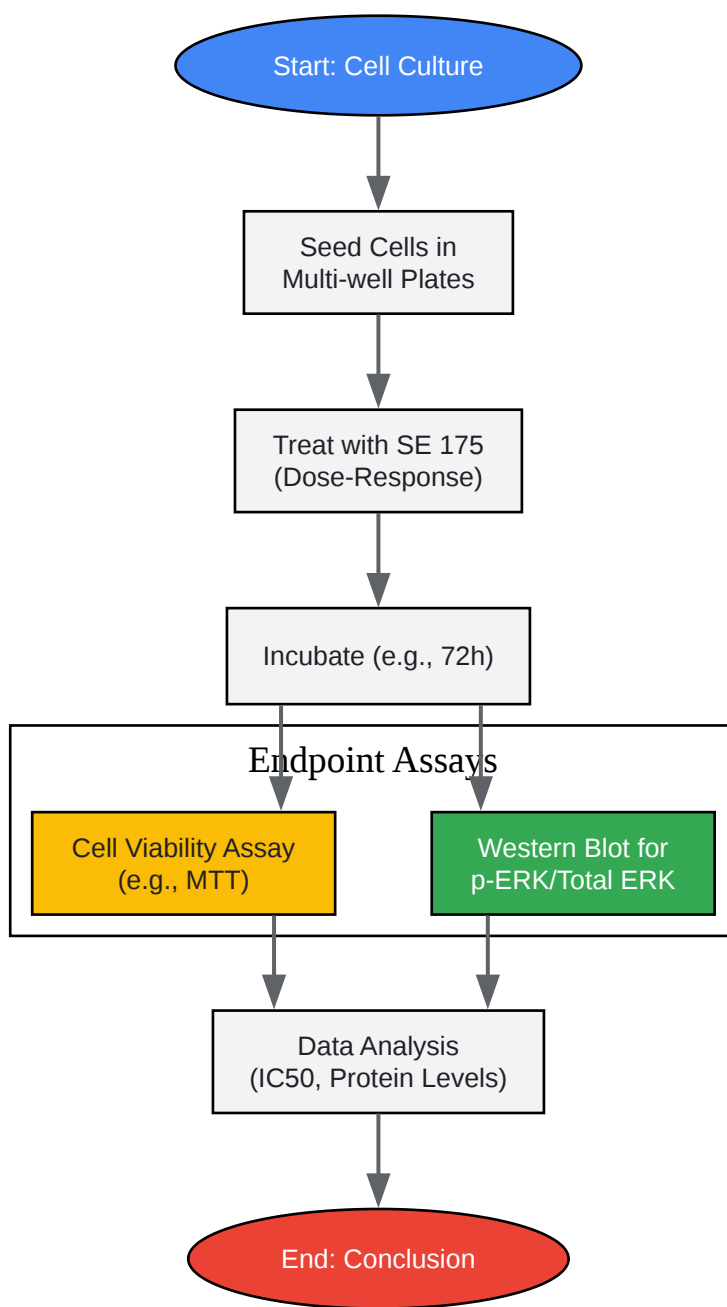 Start: Cell Culture
Seed Cells in
Multi-well Plates
Treat with SE 175
(Dose-Response)
Incubate (e.g., 72h)
Endpoint Assays
Cell Viability Assay
(e.g., MTT)
Western Blot for
p-ERK/Total ERK
Data Analysis
(IC50, Protein Levels)
End: Conclusion